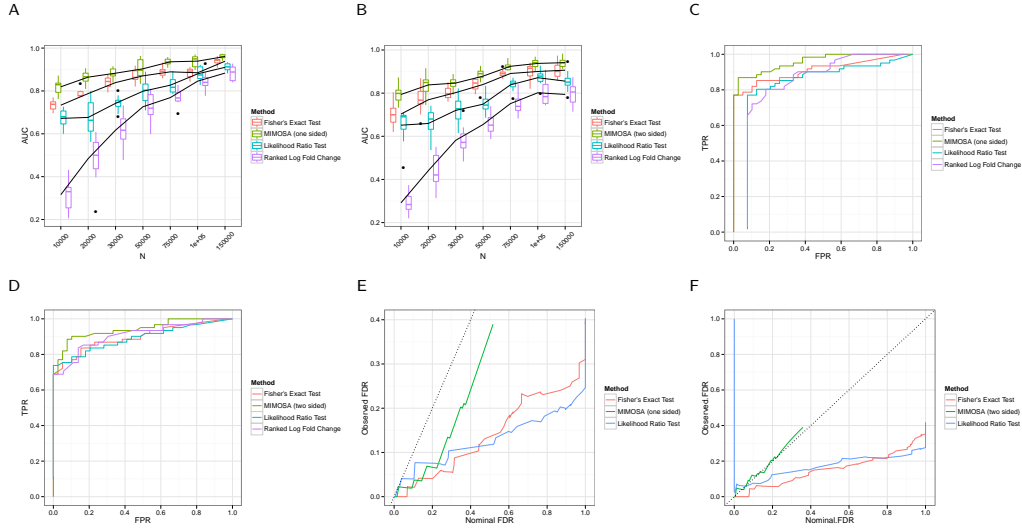 A
B
C
D
E
F
AUC
1.0
0.8
0.6
0.4
0.2
10000
20000
30000
50000
75000
1e+05
150000
N
Method
Fisher's Exact Test
MIMOSA (one sided)
Likelihood Ratio Test
Ranked Log Fold Change
AUC
1.0
0.8
0.6
0.4
0.2
10000
20000
30000
50000
75000
1e+05
150000
N
Method
Fisher's Exact Test
MIMOSA (two sided)
Likelihood Ratio Test
Ranked Log Fold Change
TPR
1.0
0.8
0.6
0.4
0.2
0.0
0.0
0.2
0.4
0.6
0.8
1.0
FPR
Method
Fisher's Exact Test
MIMOSA (one sided)
Likelihood Ratio Test
Ranked Log Fold Change
TPR
1.0
0.8
0.6
0.4
0.2
0.0
0.0
0.2
0.4
0.6
0.8
1.0
FPR
Method
Fisher's Exact Test
MIMOSA (two sided)
Likelihood Ratio Test
Ranked Log Fold Change
Observed FDR
0.4
0.3
0.2
0.1
0.0
0.0
0.2
0.4
0.6
0.8
1.0
Nominal FDR
Method
Fisher's Exact Test
MIMOSA (one sided)
Likelihood Ratio Test
Observed.FDR
1.0
0.8
0.6
0.4
0.2
0.0
0.0
0.2
0.4
0.6
0.8
1.0
Nominal.FDR
Method
Fisher's Exact Test
MIMOSA (two sided)
Likelihood Ratio Test